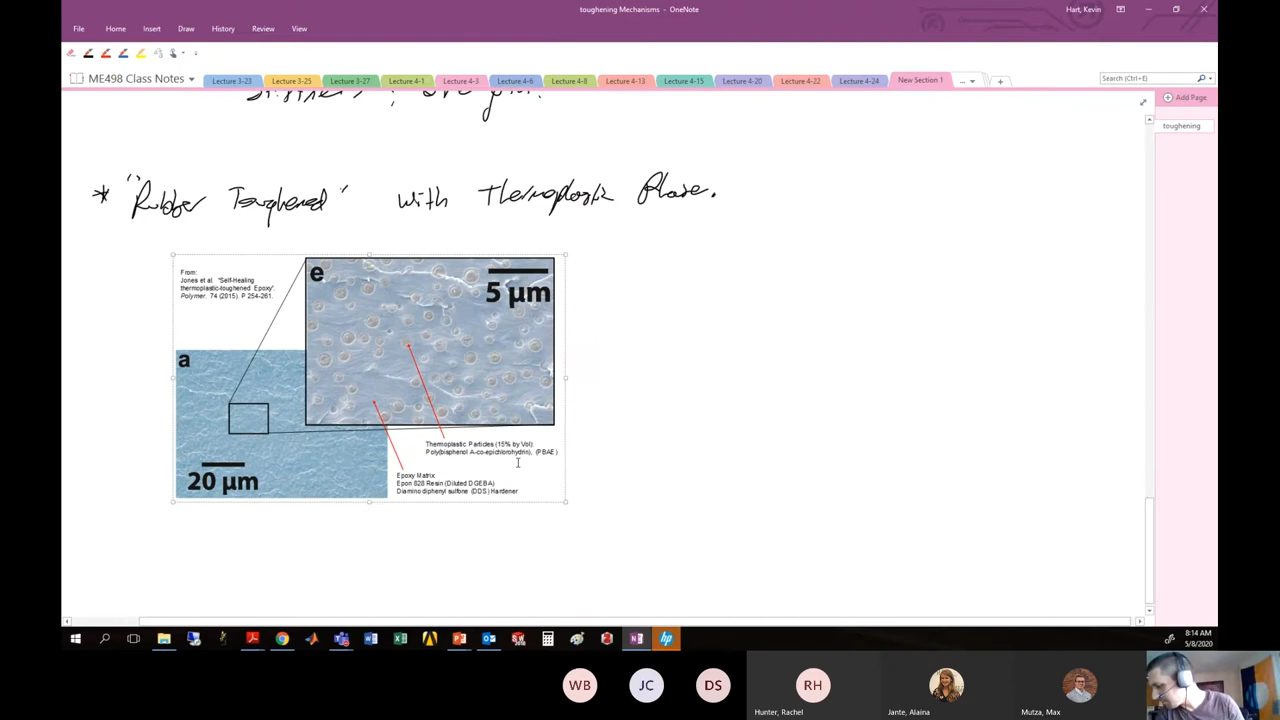 toughening Mechanisms - OneNote
Hart, Kevin
File Home Insert Draw History Review View
ME498 Class Notes
Lecture 3-23 Lecture 3-25 Lecture 3-27 Lecture 4-1 Lecture 4-3 Lecture 4-6 Lecture 4-8 Lecture 4-13 Lecture 4-15 Lecture 4-20 Lecture 4-22 Lecture 4-24 New Section 1 ...
Search (Ctrl+E)
Add Page
toughening
* "Rubber Toughened" with Thermoplastic Phase.
From:
Jones et al. "Self-Healing
thermoplastic-toughened Epoxy".
Polymer. 74 (2015). P 254-261.
e
5 μm
a
20 μm
Thermoplastic Particles (15% by Vol):
Poly(bisphenol A-co-epichlorohydrin), (PBAE)
Epoxy Matrix
Epon 828 Resin (Diluted DGEBA)
Diamino diphenyl sulfone (DDS) Hardener
8:14 AM
5/8/2020
WB JC DS RH
Hunter, Rachel
Jante, Alaina
Mutza, Max